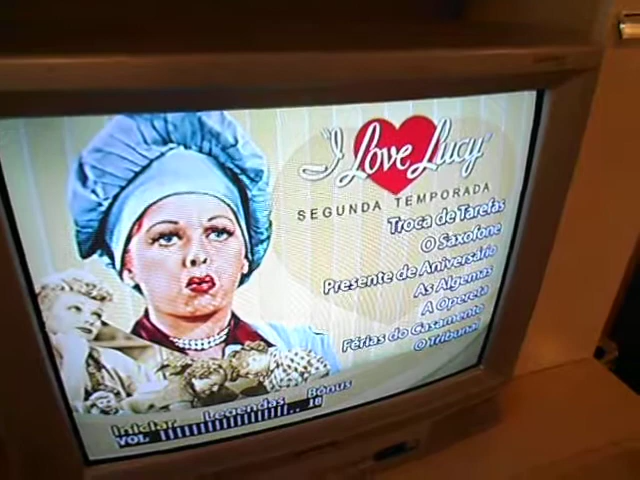 "I Love Lucy"
SEGUNDA TEMPORADA
Troca de Tarefas
O Saxofone
Presente de Aniversário
As Algemas
A Opereta
Férias do Casamento
O Tribunal
Iniciar Legendas Bônus
VOL 18